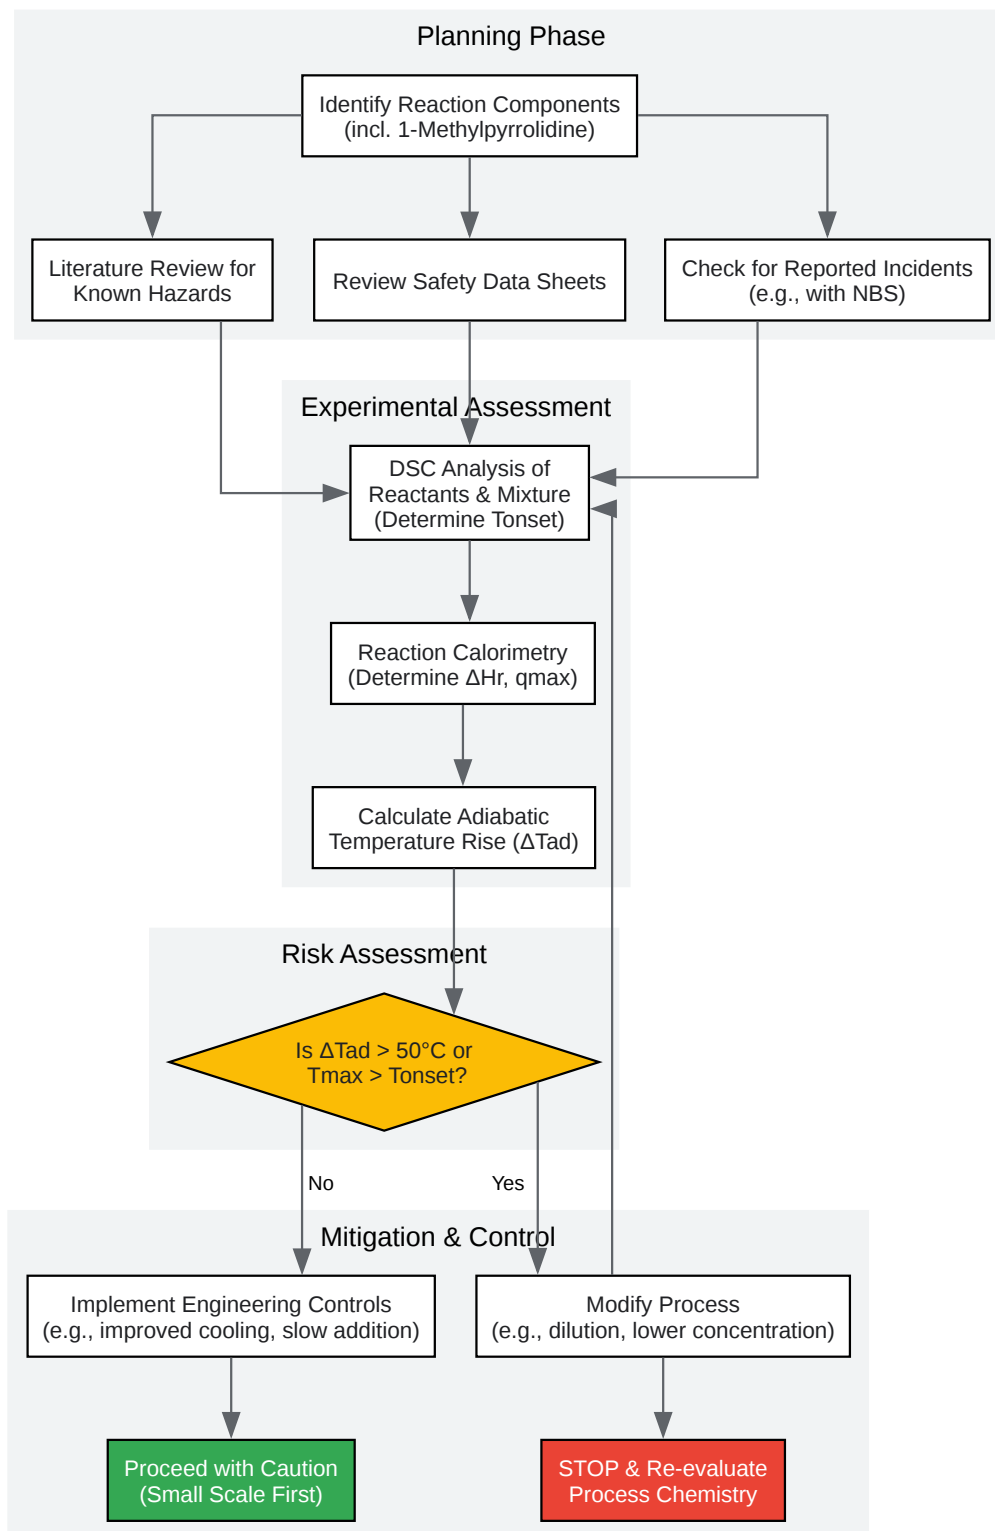 Planning Phase
Identify Reaction Components
(incl. 1-Methylpyrrolidine)
Literature Review for
Known Hazards
Review Safety Data Sheets
Check for Reported Incidents
(e.g., with NBS)
Experimental Assessment
DSC Analysis of
Reactants & Mixture
(Determine Tonset)
Reaction Calorimetry
(Determine ΔHr, qmax)
Calculate Adiabatic
Temperature Rise (ΔTad)
Risk Assessment
Is ΔTad > 50°C or
Tmax > Tonset?
No
Yes
Mitigation & Control
Implement Engineering Controls
(e.g., improved cooling, slow addition)
Modify Process
(e.g., dilution, lower concentration)
Proceed with Caution
(Small Scale First)
STOP & Re-evaluate
Process Chemistry